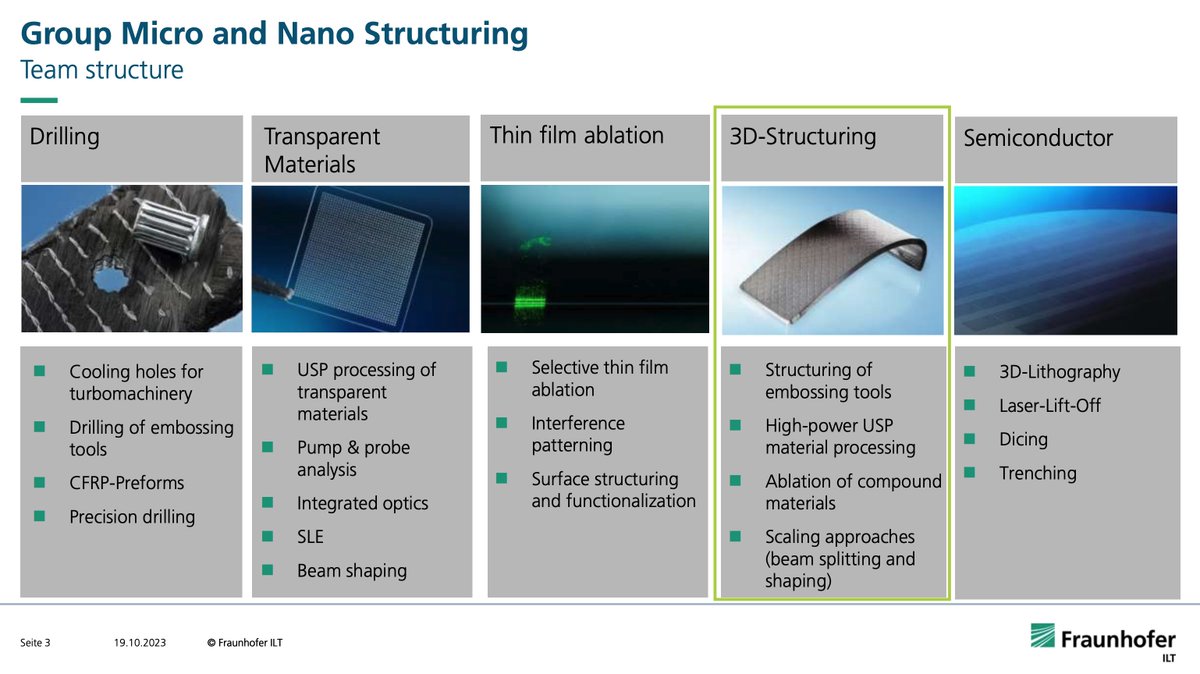 Group Micro and Nano Structuring
Team structure
Drilling
Cooling holes for
turbomachinery
Drilling of embossing
tools
CFRP-Preforms
Precision drilling
Transparent
Materials
USP processing of
transparent
materials
Pump & probe
analysis
Integrated optics
SLE
Beam shaping
Thin film ablation
Selective thin film
ablation
Interference
patterning
Surface structuring
and functionalization
3D-Structuring
Structuring of
embossing tools
High-power USP
material processing
Ablation of compound
materials
Scaling approaches
(beam splitting and
shaping)
Semiconductor
3D-Lithography
Laser-Lift-Off
Dicing
Trenching
Seite 3
19.10.2023
© Fraunhofer ILT
Fraunhofer
ILT